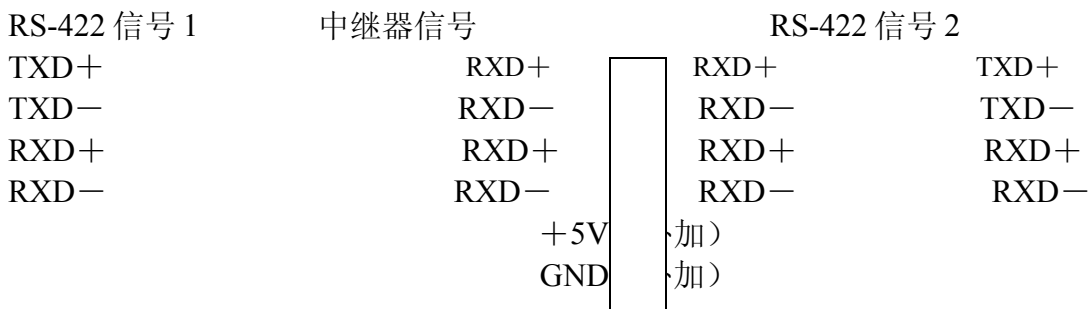 RS-422 信号 1 中继器信号 RS-422 信号 2
TXD＋ RXD＋ RXD＋ TXD＋
TXD－ RXD－ RXD－ TXD－
RXD＋ RXD＋ RXD＋ RXD＋
RXD－ RXD－ RXD－ RXD－
＋5V 加）
GND 加）